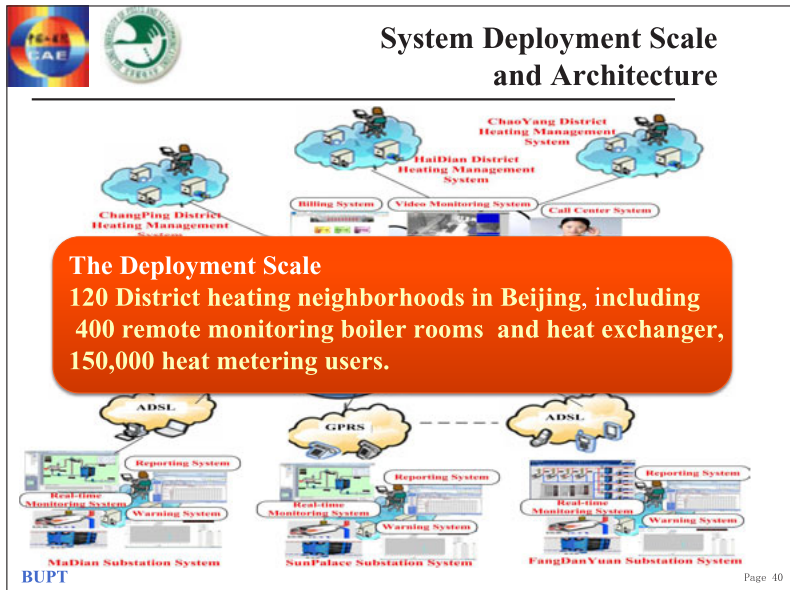 CAE
System Deployment Scale
and Architecture
ChaoYang District
Heating Management
System
HaiDian District
Heating Management
System
ChangPing District
Heating Management
System
Billing System
Video Monitoring System
Call Center System
The Deployment Scale
120 District heating neighborhoods in Beijing, including
400 remote monitoring boiler rooms and heat exchanger,
150,000 heat metering users.
ADSL
GPRS
ADSL
Reporting System
Real-time
Monitoring System
Warning System
MaDian Substation System
Reporting System
Real-time
Monitoring System
Warning System
SunPalace Substation System
Reporting System
Real-time
Monitoring System
Warning System
FangDanYuan Substation System
BUPT
Page 40